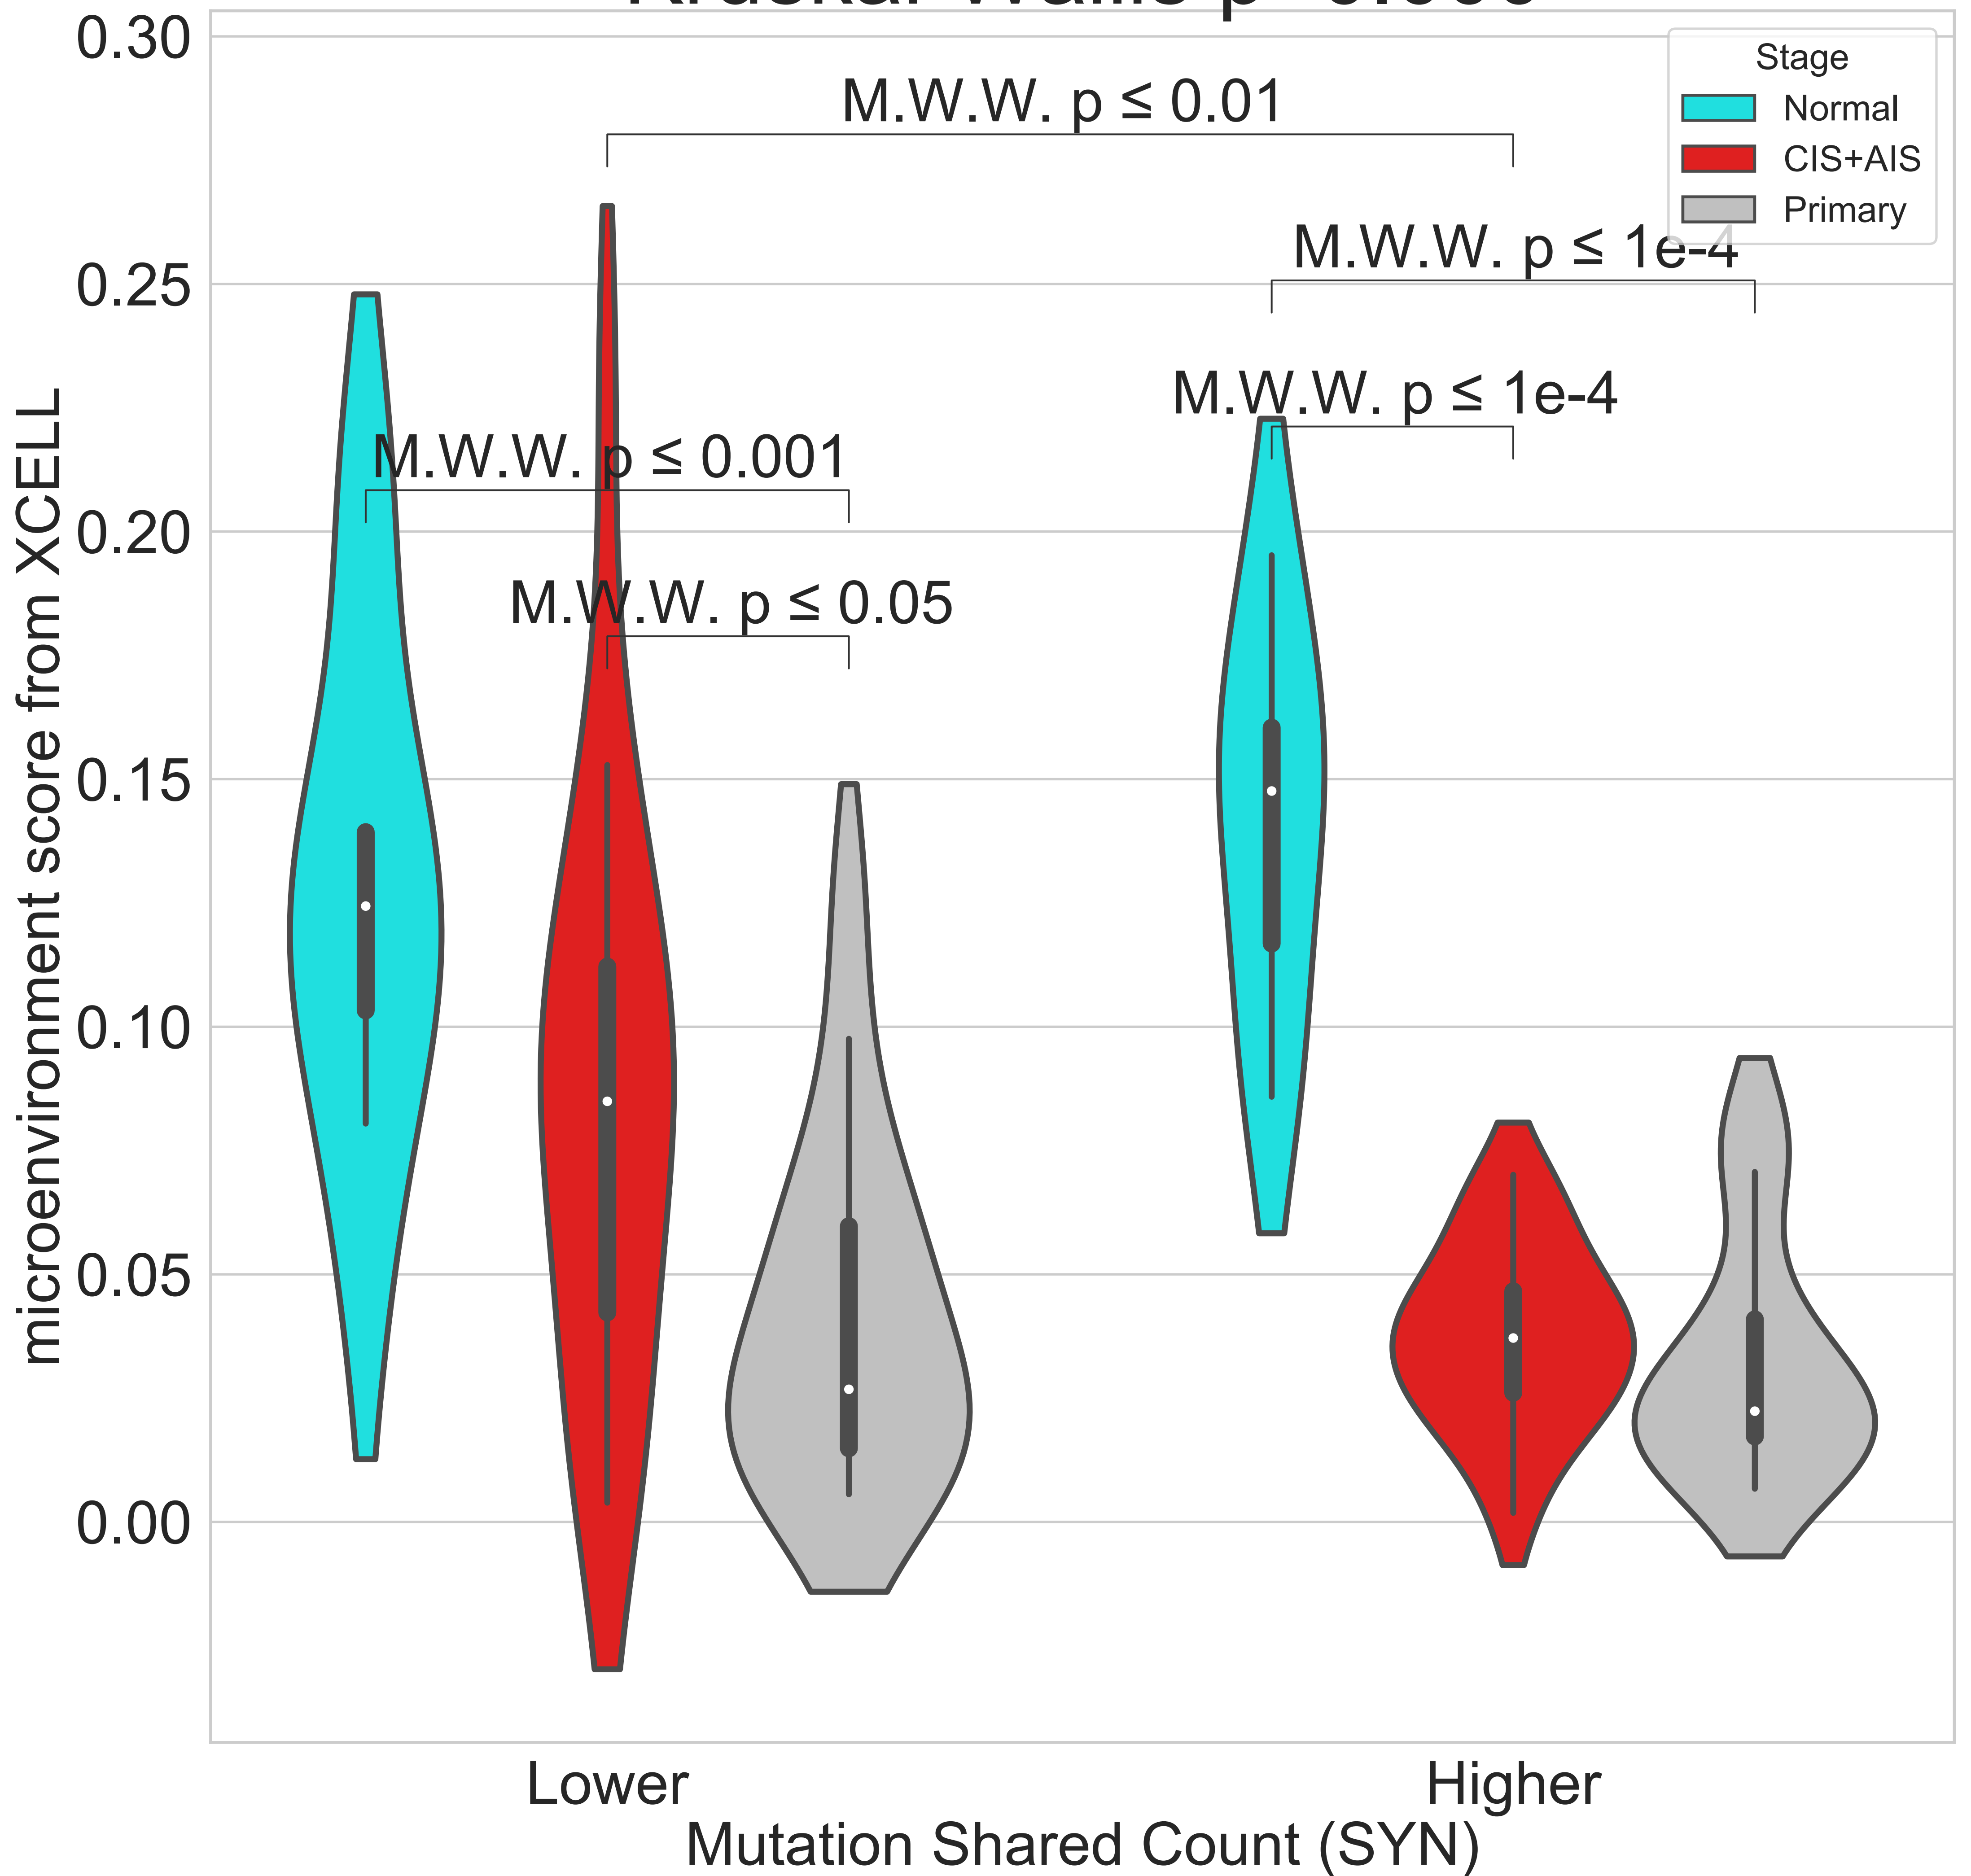 0.30
0.25
0.20
0.15
0.10
0.05
0.00
microenvironment score from XCELL
Stage
Normal
CIS+AIS
Primary
M.W.W. p ≤ 0.01
M.W.W. p ≤ 1e-4
M.W.W. p ≤ 1e-4
M.W.W. p ≤ 0.001
M.W.W. p ≤ 0.05
Lower
Higher
Mutation Shared Count (SYN)